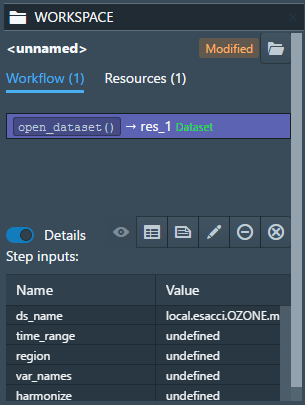 WORKSPACE
<unnamed> Modified
Workflow (1) Resources (1)
open_dataset() → res_1 Dataset
Details
Step inputs:
Name Value
ds_name local.esacci.OZONE.m
time_range undefined
region undefined
var_names undefined
harmonize undefined